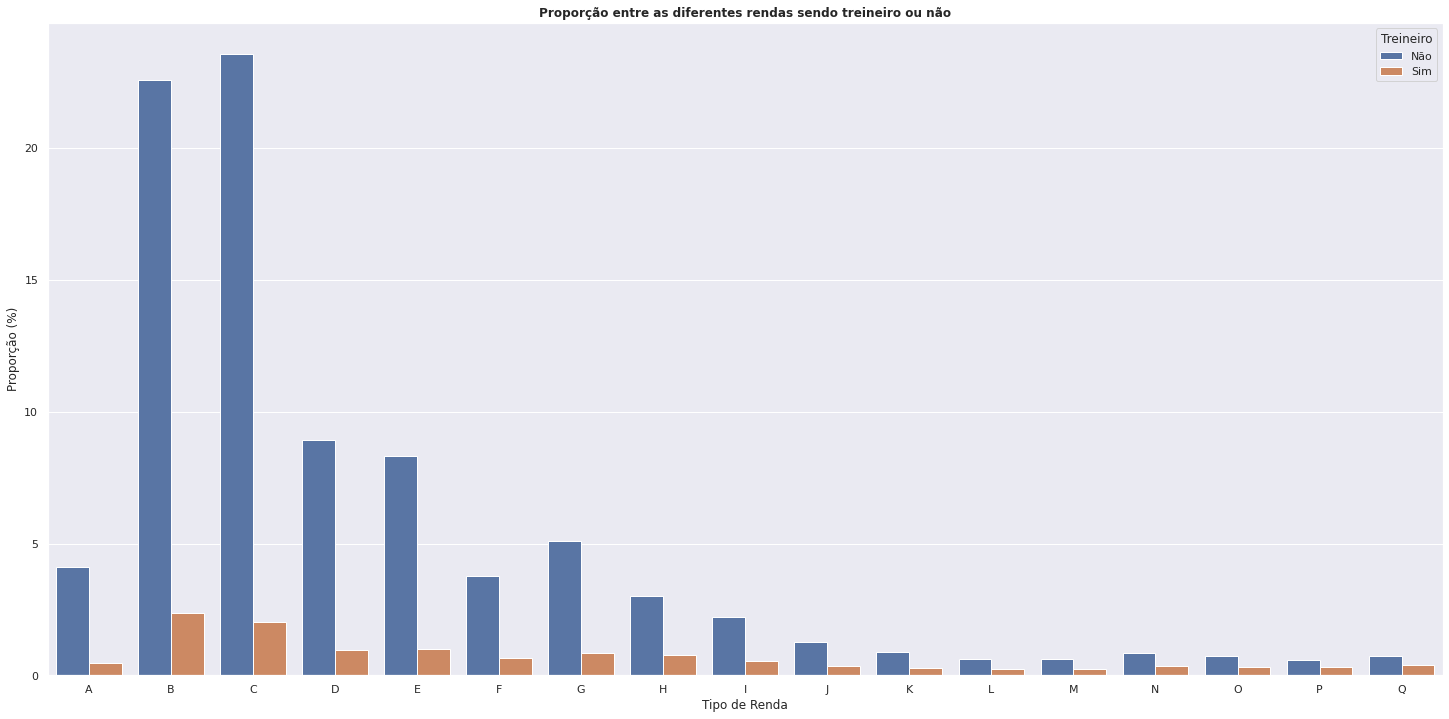 Proporção entre as diferentes rendas sendo treineiro ou não
Treineiro
Não
Sim
Proporção (%)
20
15
10
5
0
A B C D E F G H I J K L M N O P Q
Tipo de Renda